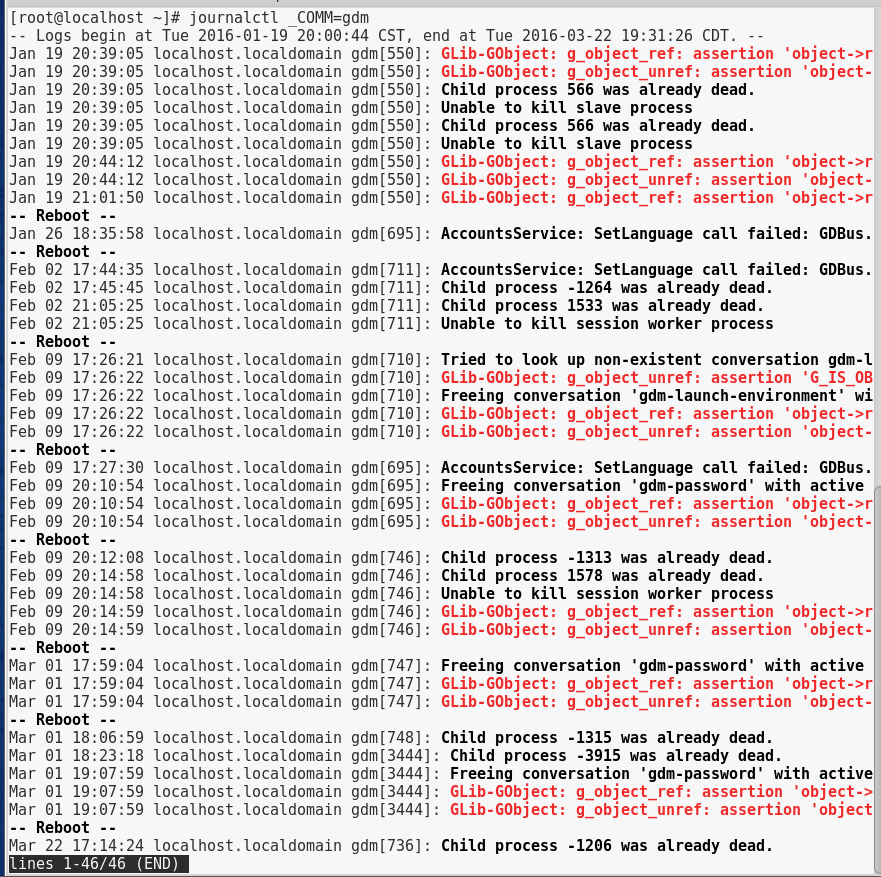 [root@localhost ~]# journalctl _COMM=gdm
-- Logs begin at Tue 2016-01-19 20:00:44 CST, end at Tue 2016-03-22 19:31:26 CDT. --
Jan 19 20:39:05 localhost.localdomain gdm[550]: GLib-GObject: g_object_ref: assertion 'object->r
Jan 19 20:39:05 localhost.localdomain gdm[550]: GLib-GObject: g_object_unref: assertion 'object-
Jan 19 20:39:05 localhost.localdomain gdm[550]: Child process 566 was already dead.
Jan 19 20:39:05 localhost.localdomain gdm[550]: Unable to kill slave process
Jan 19 20:39:05 localhost.localdomain gdm[550]: Child process 566 was already dead.
Jan 19 20:39:05 localhost.localdomain gdm[550]: Unable to kill slave process
Jan 19 20:44:12 localhost.localdomain gdm[550]: GLib-GObject: g_object_ref: assertion 'object->r
Jan 19 20:44:12 localhost.localdomain gdm[550]: GLib-GObject: g_object_unref: assertion 'object-
Jan 19 21:01:50 localhost.localdomain gdm[550]: GLib-GObject: g_object_ref: assertion 'object->r
-- Reboot --
Jan 26 18:35:58 localhost.localdomain gdm[695]: AccountsService: SetLanguage call failed: GDBus.
-- Reboot --
Feb 02 17:44:35 localhost.localdomain gdm[711]: AccountsService: SetLanguage call failed: GDBus.
Feb 02 17:45:45 localhost.localdomain gdm[711]: Child process -1264 was already dead.
Feb 02 21:05:25 localhost.localdomain gdm[711]: Child process 1533 was already dead.
Feb 02 21:05:25 localhost.localdomain gdm[711]: Unable to kill session worker process
-- Reboot --
Feb 09 17:26:21 localhost.localdomain gdm[710]: Tried to look up non-existent conversation gdm-l
Feb 09 17:26:22 localhost.localdomain gdm[710]: GLib-GObject: g_object_unref: assertion 'G_IS_OB
Feb 09 17:26:22 localhost.localdomain gdm[710]: Freeing conversation 'gdm-launch-environment' wi
Feb 09 17:26:22 localhost.localdomain gdm[710]: GLib-GObject: g_object_ref: assertion 'object->r
Feb 09 17:26:22 localhost.localdomain gdm[710]: GLib-GObject: g_object_unref: assertion 'object-
-- Reboot --
Feb 09 17:27:30 localhost.localdomain gdm[695]: AccountsService: SetLanguage call failed: GDBus.
Feb 09 20:10:54 localhost.localdomain gdm[695]: Freeing conversation 'gdm-password' with active
Feb 09 20:10:54 localhost.localdomain gdm[695]: GLib-GObject: g_object_ref: assertion 'object->r
Feb 09 20:10:54 localhost.localdomain gdm[695]: GLib-GObject: g_object_unref: assertion 'object-
-- Reboot --
Feb 09 20:12:08 localhost.localdomain gdm[746]: Child process -1313 was already dead.
Feb 09 20:14:58 localhost.localdomain gdm[746]: Child process 1578 was already dead.
Feb 09 20:14:58 localhost.localdomain gdm[746]: Unable to kill session worker process
Feb 09 20:14:59 localhost.localdomain gdm[746]: GLib-GObject: g_object_ref: assertion 'object->r
Feb 09 20:14:59 localhost.localdomain gdm[746]: GLib-GObject: g_object_unref: assertion 'object-
-- Reboot --
Mar 01 17:59:04 localhost.localdomain gdm[747]: Freeing conversation 'gdm-password' with active
Mar 01 17:59:04 localhost.localdomain gdm[747]: GLib-GObject: g_object_ref: assertion 'object->r
Mar 01 17:59:04 localhost.localdomain gdm[747]: GLib-GObject: g_object_unref: assertion 'object-
-- Reboot --
Mar 01 18:06:59 localhost.localdomain gdm[748]: Child process -1315 was already dead.
Mar 01 18:23:18 localhost.localdomain gdm[3444]: Child process -3915 was already dead.
Mar 01 19:07:59 localhost.localdomain gdm[3444]: Freeing conversation 'gdm-password' with active
Mar 01 19:07:59 localhost.localdomain gdm[3444]: GLib-GObject: g_object_ref: assertion 'object->
Mar 01 19:07:59 localhost.localdomain gdm[3444]: GLib-GObject: g_object_unref: assertion 'object
-- Reboot --
Mar 22 17:14:24 localhost.localdomain gdm[736]: Child process -1206 was already dead.
lines 1-46/46 (END)